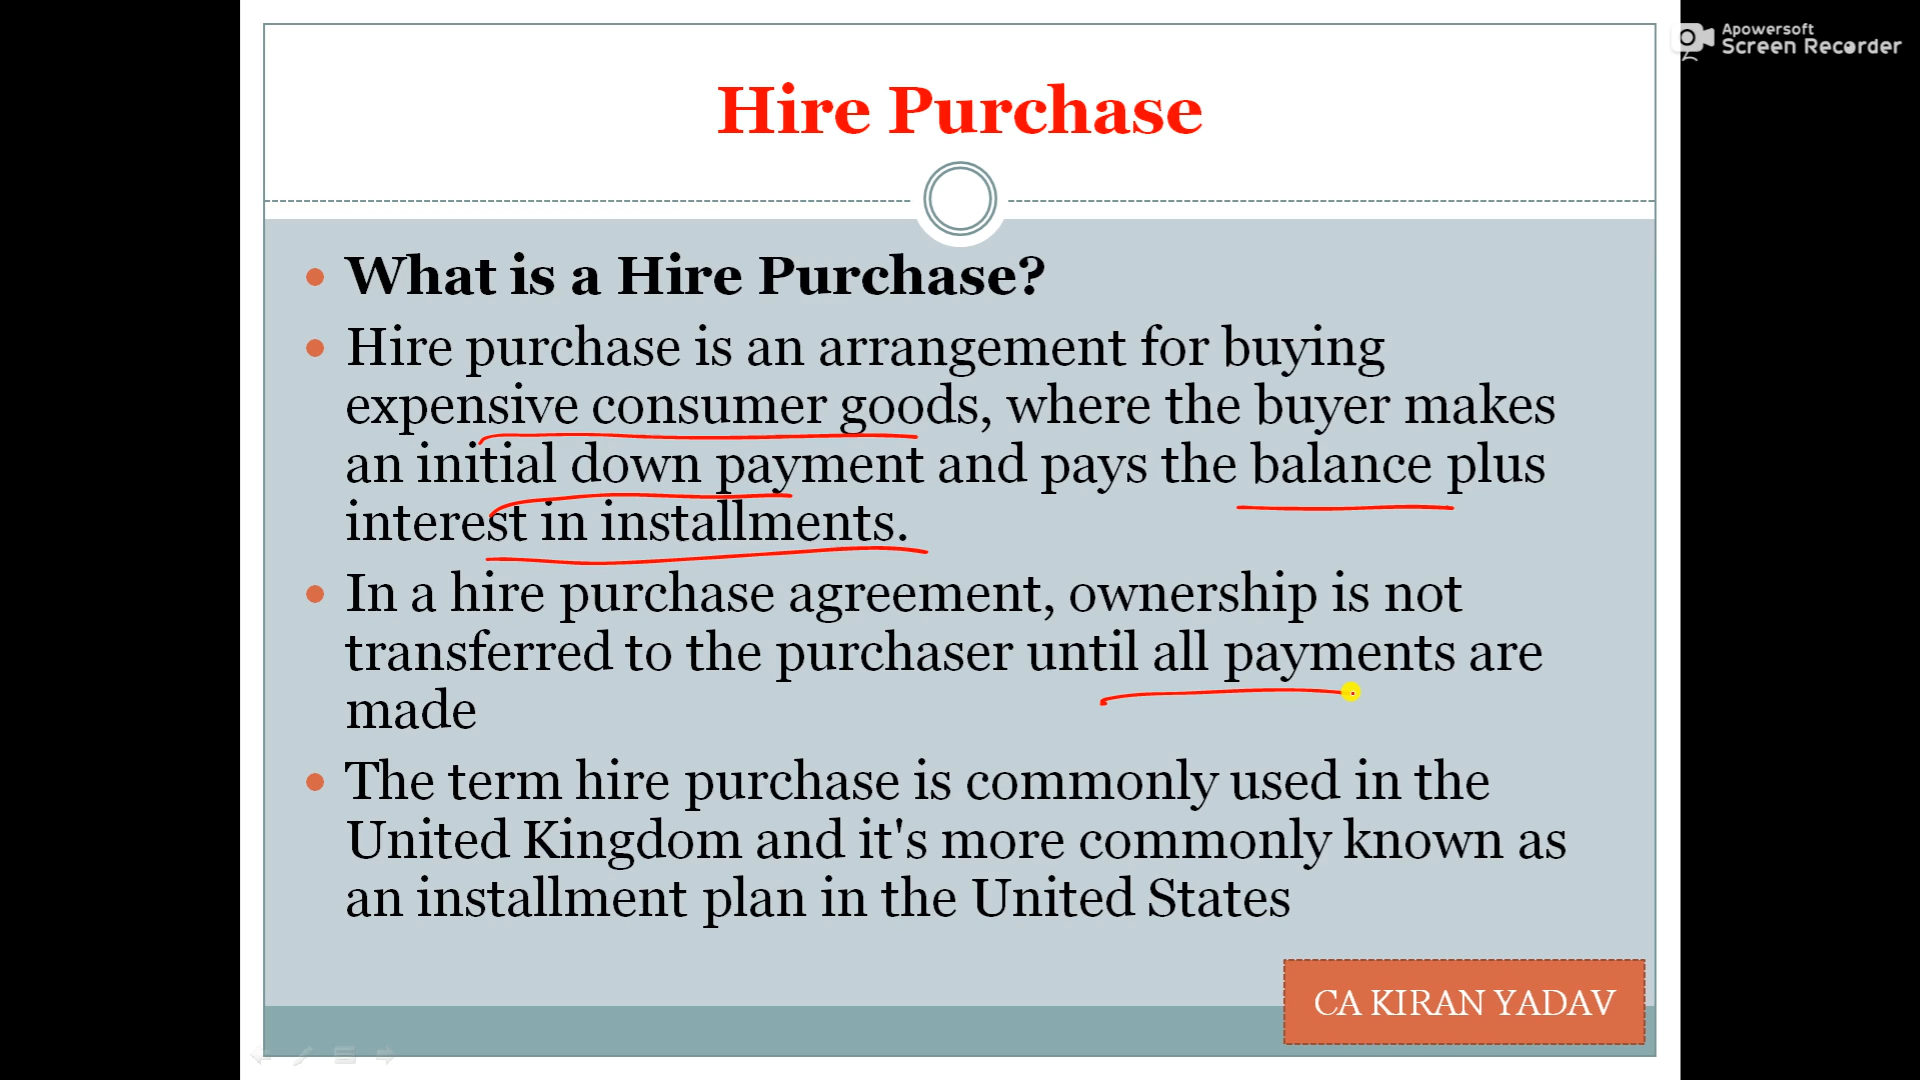 Apowersoft
Screen Recorder
Hire Purchase
What is a Hire Purchase?
Hire purchase is an arrangement for buying
expensive consumer goods, where the buyer makes
an initial down payment and pays the balance plus
interest in installments.
In a hire purchase agreement, ownership is not
transferred to the purchaser until all payments are
made
The term hire purchase is commonly used in the
United Kingdom and it's more commonly known as
an installment plan in the United States
CA KIRAN YADAV